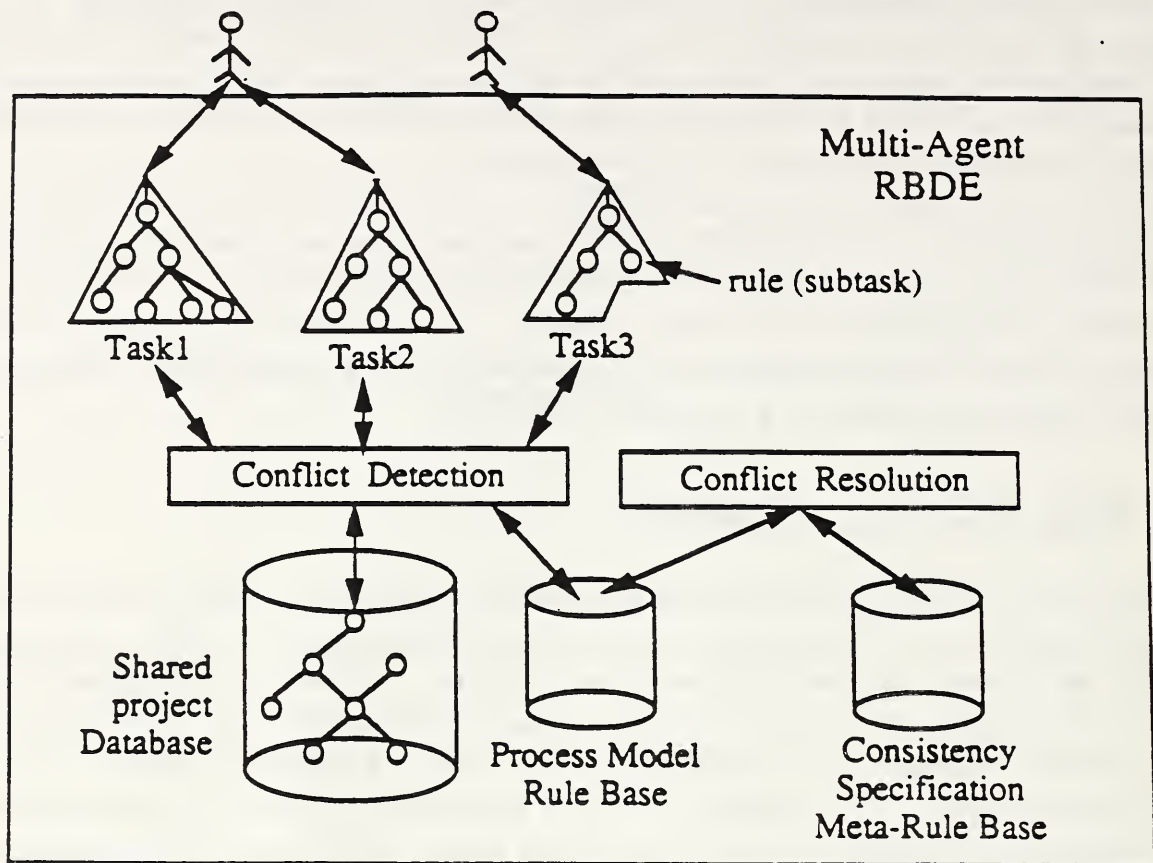 Multi-Agent
RBDE
rule (subtask)
Task1
Task2
Task3
Conflict Detection
Conflict Resolution
Shared
project
Database
Process Model
Rule Base
Consistency
Specification
Meta-Rule Base